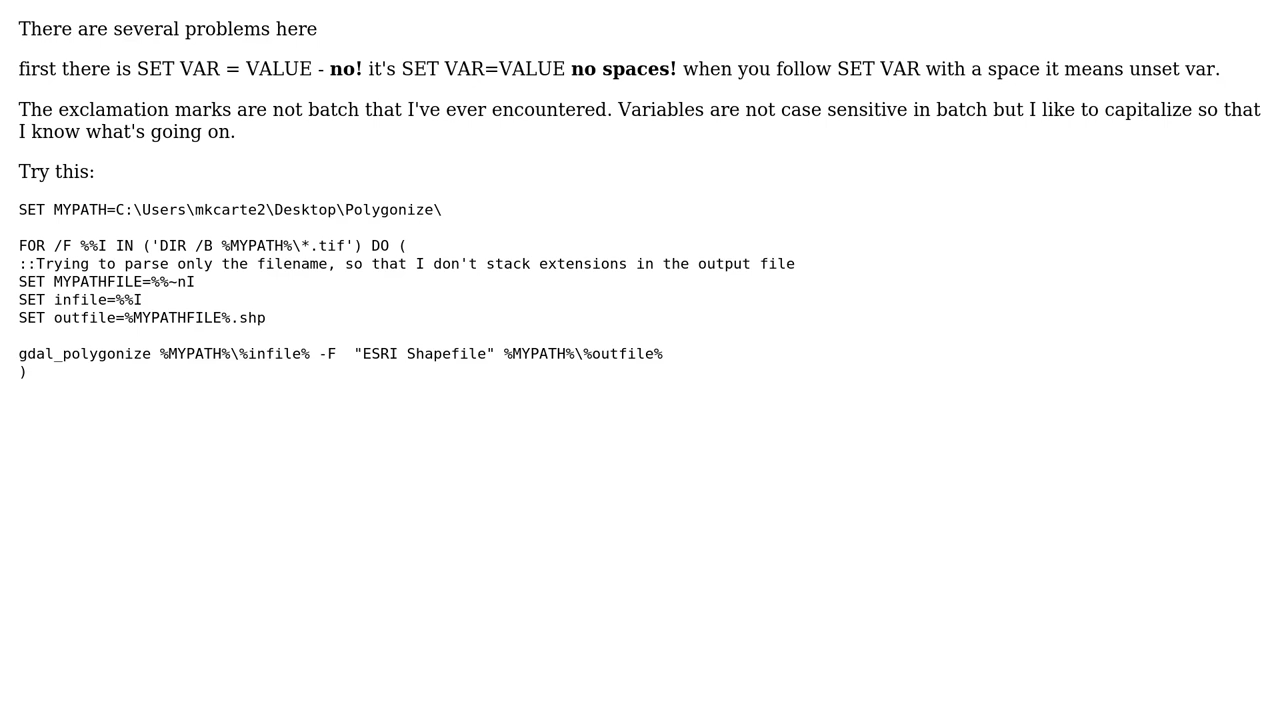 There are several problems here
first there is SET VAR = VALUE - no! it's SET VAR=VALUE no spaces! when you follow SET VAR with a space it means unset var.
The exclamation marks are not batch that I've ever encountered. Variables are not case sensitive in batch but I like to capitalize so that
I know what's going on.
Try this:
SET MYPATH=C:\Users\mkcarte2\Desktop\Polygonize\
FOR /F %%I IN ('DIR /B %MYPATH%\*.tif') DO (
::Trying to parse only the filename, so that I don't stack extensions in the output file
SET MYPATHFILE=%%~nI
SET infile=%%I
SET outfile=%MYPATHFILE%.shp
gdal_polygonize %MYPATH%\%infile% -F  "ESRI Shapefile" %MYPATH%\%outfile%
)